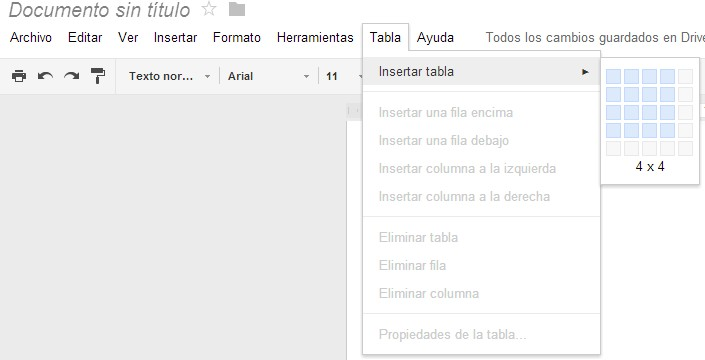 Documento sin título
Archivo Editar Ver Insertar Formato Herramientas Tabla Ayuda Todos los cambios guardados en Drive
Texto nor... Arial 11
Insertar tabla
Insertar una fila encima
Insertar una fila debajo
Insertar columna a la izquierda
Insertar columna a la derecha
Eliminar tabla
Eliminar fila
Eliminar columna
Propiedades de la tabla...
4 x 4